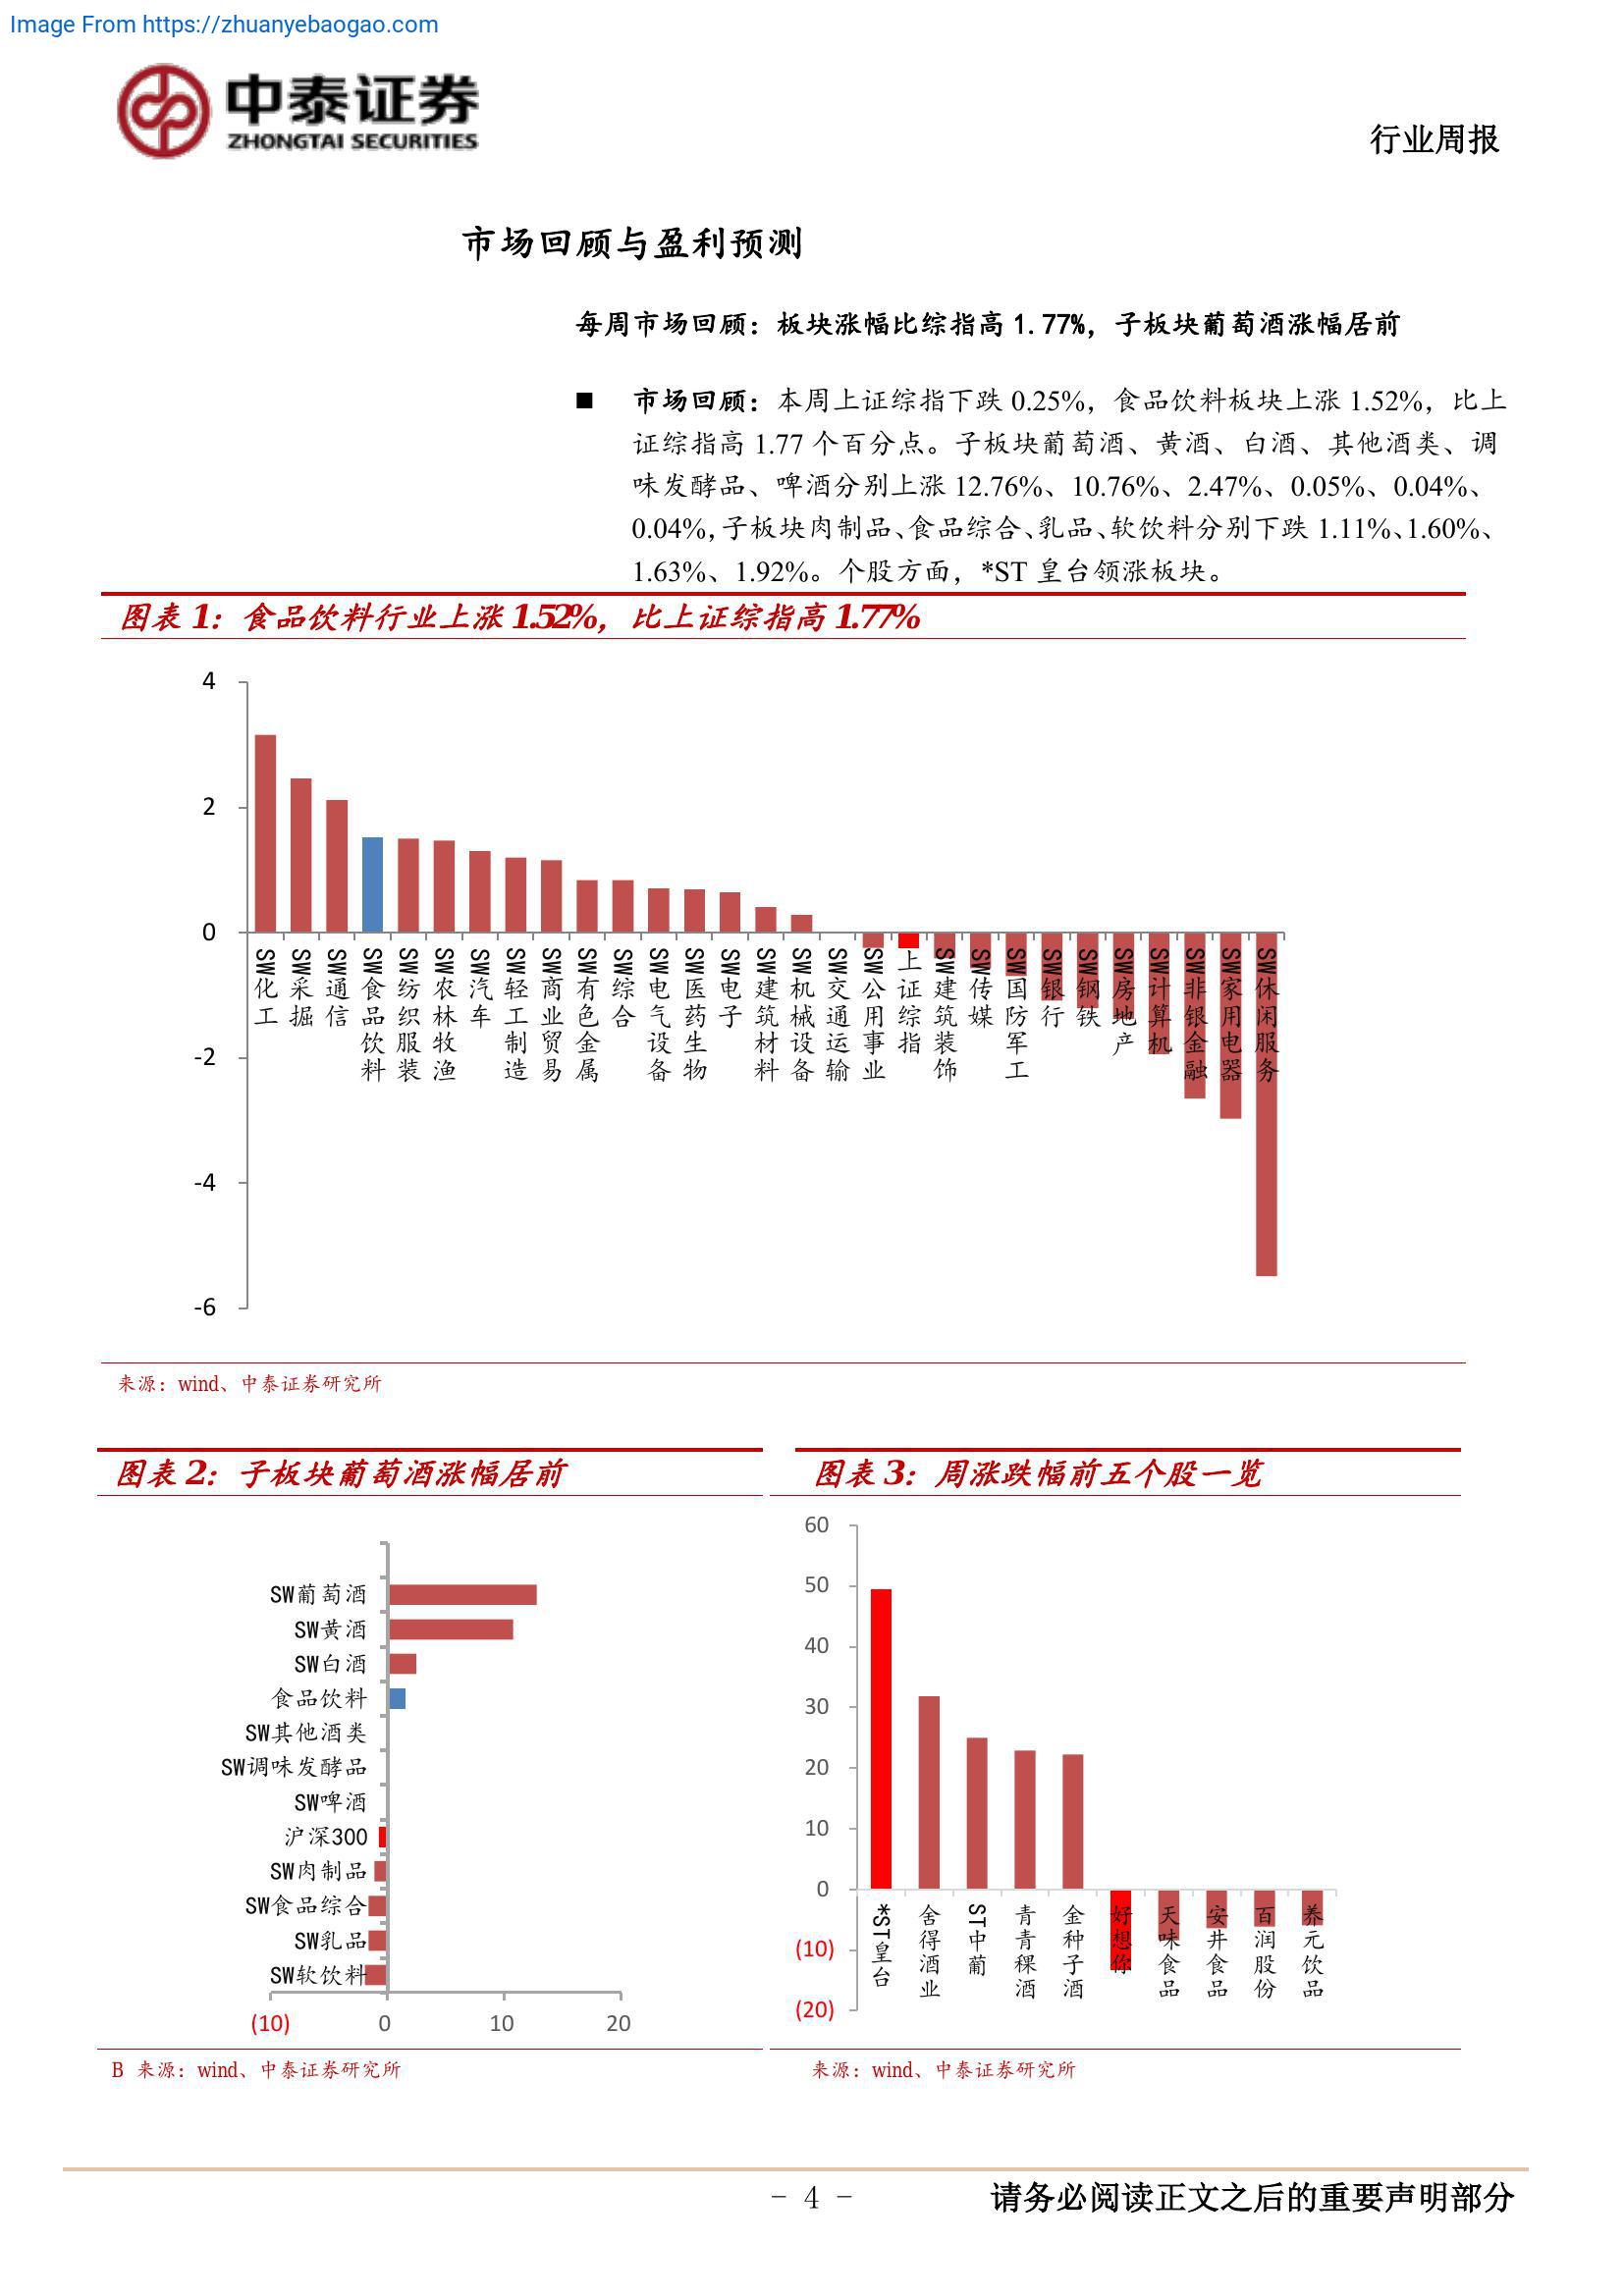 Image From https://zhuanyebaogao.com
中泰证券
ZHONGTAI SECURITIES
行业周报
市场回顾与盈利预测
每周市场回顾：板块涨幅比综指高 1.77%，子板块葡萄酒涨幅居前
■ 市场回顾：本周上证综指下跌 0.25%，食品饮料板块上涨 1.52%，比上
证综指高 1.77 个百分点。子板块葡萄酒、黄酒、白酒、其他酒类、调
味发酵品、啤酒分别上涨 12.76%、10.76%、2.47%、0.05%、0.04%、
0.04%，子板块肉制品、食品综合、乳品、软饮料分别下跌 1.11%、1.60%、
1.63%、1.92%。个股方面，*ST 皇台领涨板块。
图表 1：食品饮料行业上涨 1.52%，比上证综指高 1.77%
4
2
0
-2
-4
-6
SW化工
SW采掘
SW通信
SW食品饮料
SW纺织服装
SW农林牧渔
SW汽车
SW轻工制造
SW商业贸易
SW有色金属
SW综合
SW电气设备
SW医药生物
SW电子
SW建筑材料
SW机械设备
SW交通运输
SW公用事业
上证综指
SW建筑装饰
SW传媒
SW国防军工
SW银行
SW钢铁
SW房地产
SW计算机
SW非银金融
SW家用电器
SW休闲服务
来源：wind、中泰证券研究所
图表 2：子板块葡萄酒涨幅居前
SW葡萄酒
SW黄酒
SW白酒
食品饮料
SW其他酒类
SW调味发酵品
SW啤酒
沪深300
SW肉制品
SW食品综合
SW乳品
SW软饮料
(10) 0 10 20
B 来源：wind、中泰证券研究所
图表 3：周涨跌幅前五个股一览
60
50
40
30
20
10
0
(10)
(20)
*ST皇台
舍得酒业
ST中葡
青青稞酒
金种子酒
好想你
天味食品
安井食品
百润股份
养元饮品
来源：wind、中泰证券研究所
- 4 -
请务必阅读正文之后的重要声明部分